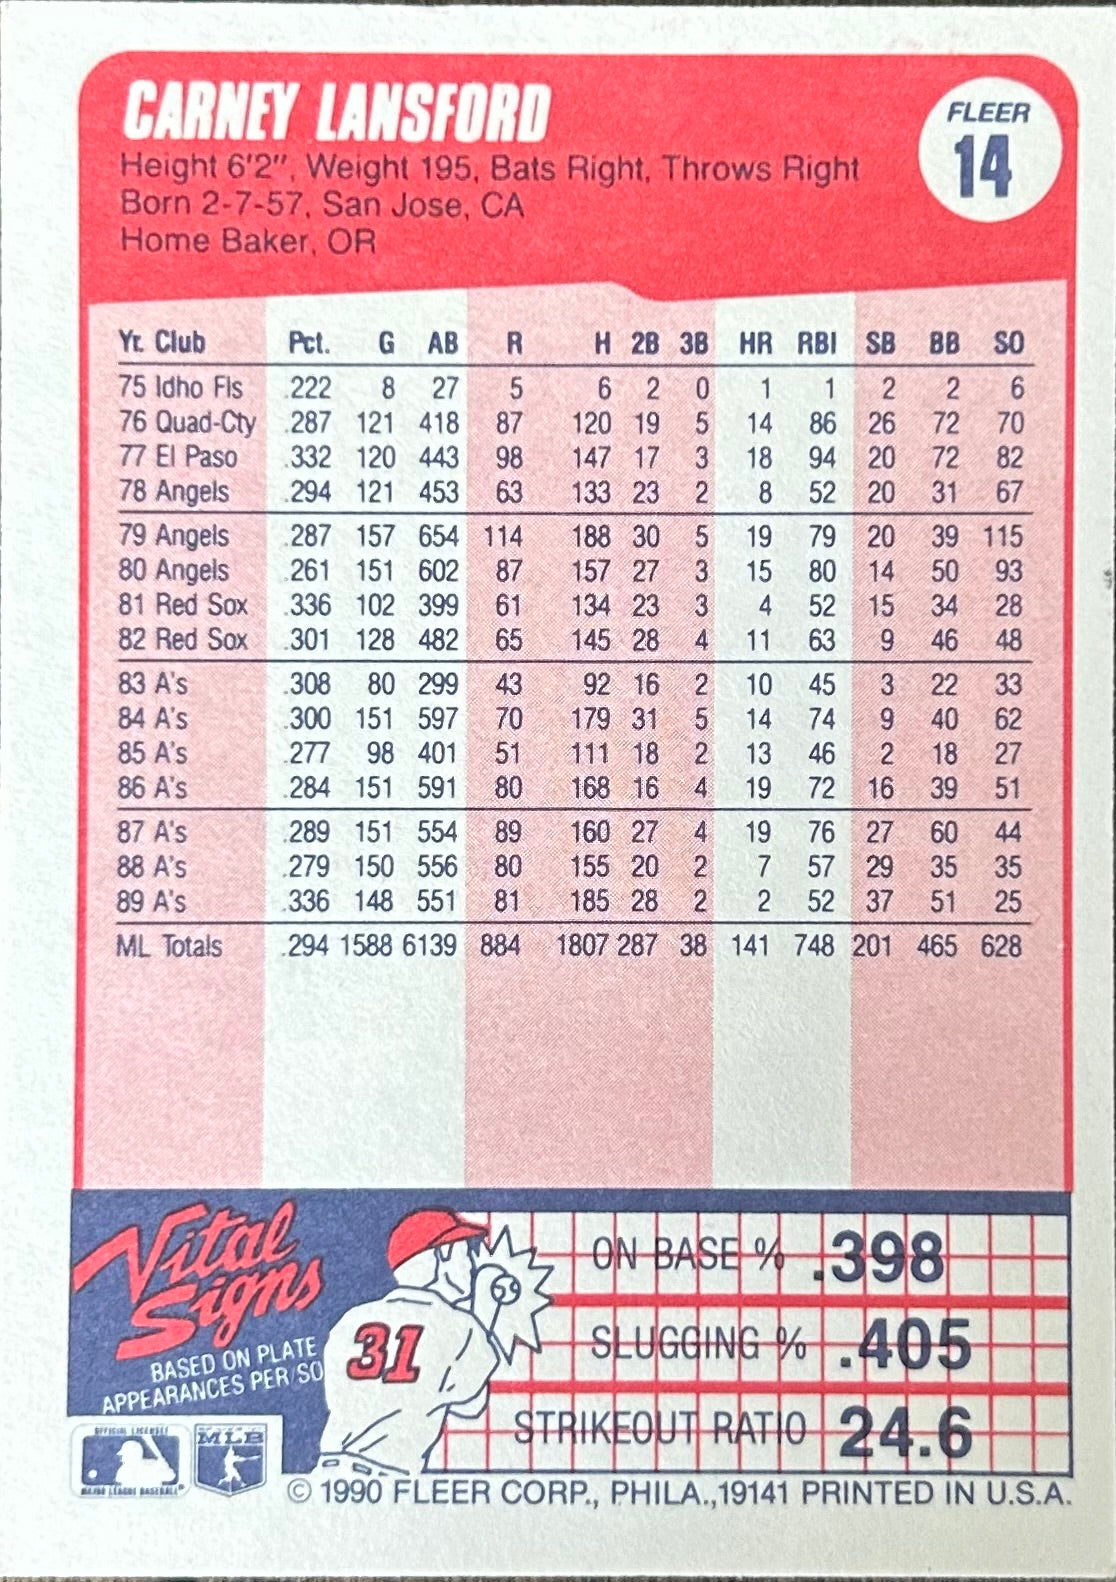 CARNEY LANSFORD
FLEER
14
Height 6'2", Weight 195, Bats Right, Throws Right
Born 2-7-57, San Jose, CA
Home Baker, OR
Yr. Club Pct. G AB R H 2B 3B HR RBI SB BB SO
75 Idho Fls .222 8 27 5 6 2 0 1 1 2 2 6
76 Quad-Cty .287 121 418 87 120 19 5 14 86 26 72 70
77 El Paso .332 120 443 98 147 17 3 18 94 20 72 82
78 Angels .294 121 453 63 133 23 2 8 52 20 31 67
79 Angels .287 157 654 114 188 30 5 19 79 20 39 115
80 Angels .261 151 602 87 157 27 3 15 80 14 50 93
81 Red Sox .336 102 399 61 134 23 3 4 52 15 34 28
82 Red Sox .301 128 482 65 145 28 4 11 63 9 46 48
83 A's .308 80 299 43 92 16 2 10 45 3 22 33
84 A's .300 151 597 70 179 31 5 14 74 9 40 62
85 A's .277 98 401 51 111 18 2 13 46 2 18 27
86 A's .284 151 591 80 168 16 4 19 72 16 39 51
87 A's .289 151 554 89 160 27 4 19 76 27 60 44
88 A's .279 150 556 80 155 20 2 7 57 29 35 35
89 A's .336 148 551 81 185 28 2 2 52 37 51 25
ML Totals .294 1588 6139 884 1807 287 38 141 748 201 465 628
Vital
Signs
BASED ON PLATE
APPEARANCES PER/SO
31
ON BASE % .398
SLUGGING % .405
STRIKEOUT RATIO 24.6
OFFICIAL LICENSEE
MAJOR LEAGUE BASEBALL
MLB
© 1990 FLEER CORP., PHILA., 19141 PRINTED IN U.S.A.